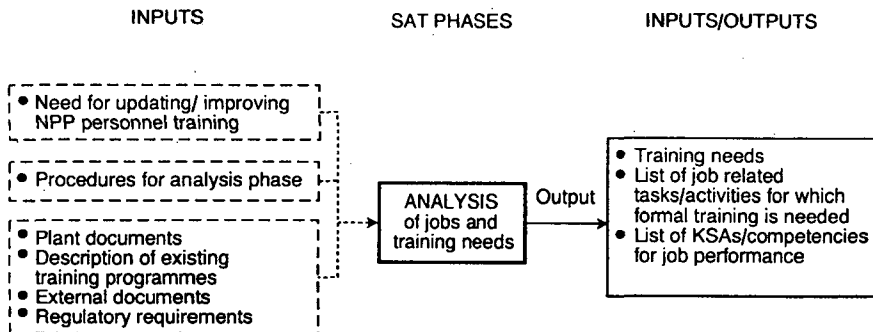 INPUTS
SAT PHASES
INPUTS/OUTPUTS
● Need for updating/ improving
NPP personnel training
● Procedures for analysis phase
● Plant documents
● Description of existing
training programmes
● External documents
● Regulatory requirements
ANALYSIS
of jobs and
training needs
Output
● Training needs
● List of job related
tasks/activities for which
formal training is needed
● List of KSAs/competencies
for job performance